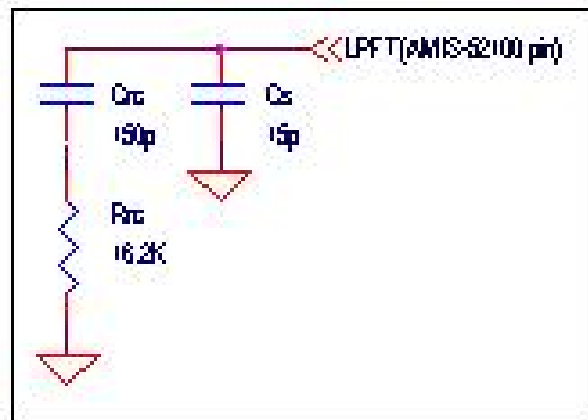 LPFT(AMIS-52100 pin)
Crc
150p
Cs
15p
Rrc
16.2K